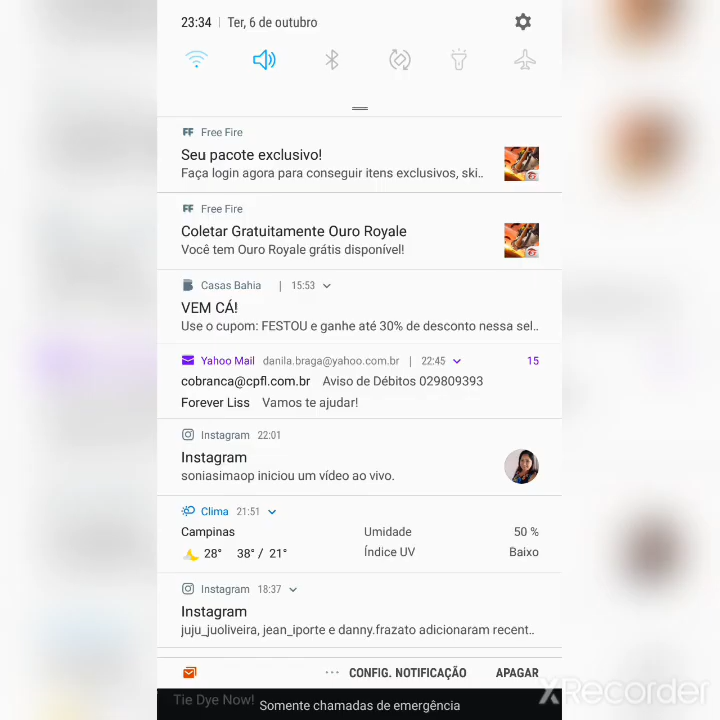 23:34 | Ter, 6 de outubro
FF Free Fire
Seu pacote exclusivo!
Faça login agora para conseguir itens exclusivos, ski..
FF Free Fire
Coletar Gratuitamente Ouro Royale
Você tem Ouro Royale grátis disponível!
Casas Bahia | 15:53
VEM CÁ!
Use o cupom: FESTOU e ganhe até 30% de desconto nessa sel..
Yahoo Mail danila.braga@yahoo.com.br | 22:45 15
cobranca@cpfl.com.br Aviso de Débitos 029809393
Forever Liss Vamos te ajudar!
Instagram 22:01
Instagram
soniasimaop iniciou um vídeo ao vivo.
Clima 21:51
Campinas Umidade 50 %
28° 38° / 21° Índice UV Baixo
Instagram 18:37
Instagram
juju_juoliveira, jean_iporte e danny.frazato adicionaram recent..
... CONFIG. NOTIFICAÇÃO APAGAR
Tie Dye Now!
Somente chamadas de emergência
XRecorder